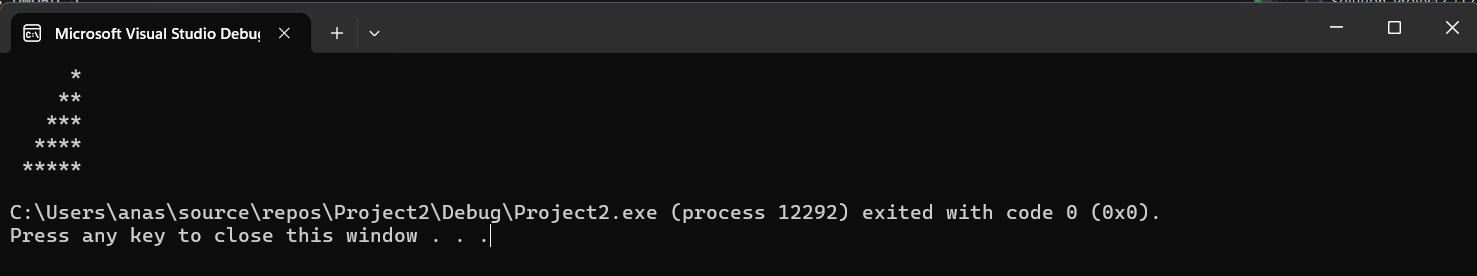 Microsoft Visual Studio Debug
     *
    **
   ***
  ****
 *****
C:\Users\anas\source\repos\Project2\Debug\Project2.exe (process 12292) exited with code 0 (0x0).
Press any key to close this window . . .